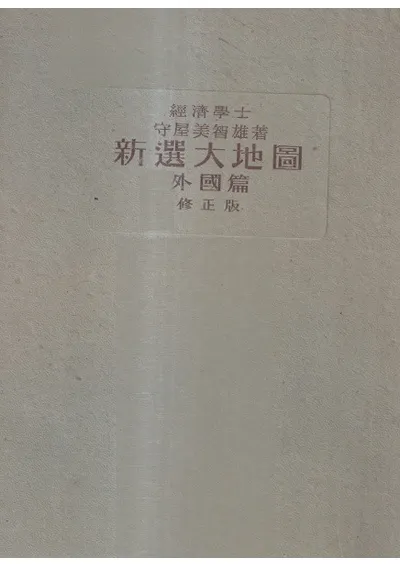 經濟學士
守屋美智雄著
新選大地圖
外國篇
修正版